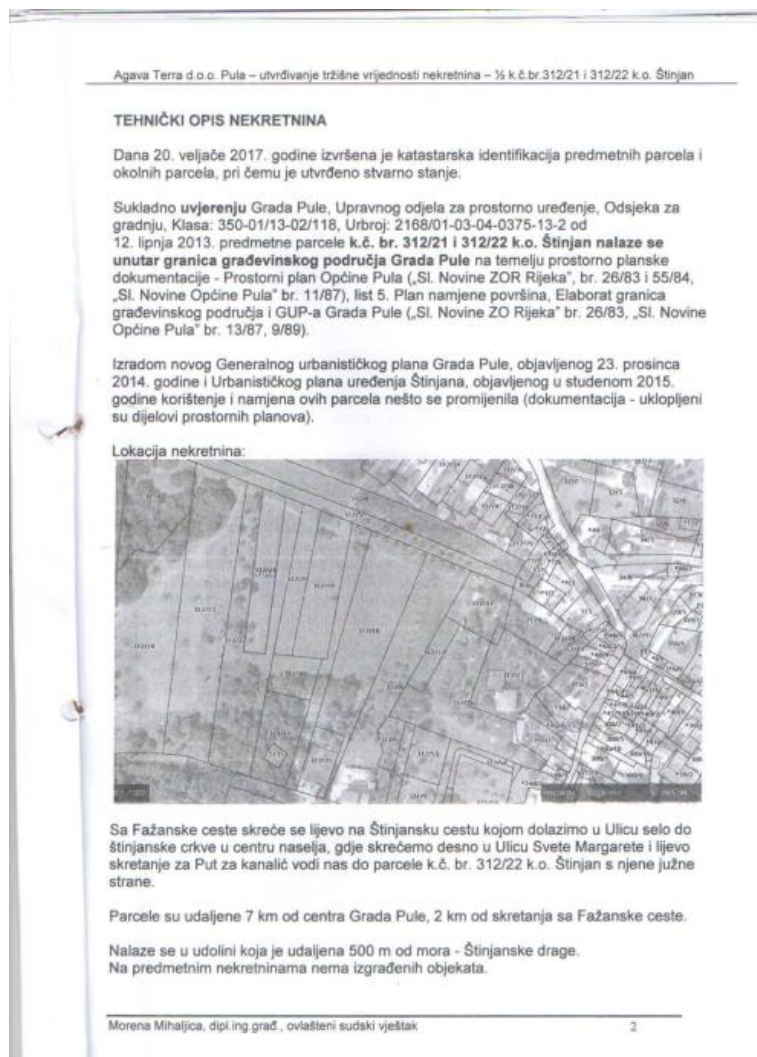 Agava Terra d.o.o. Pula – utvrđivanje tržišne vrijednosti nekretnina – ½ k.č.br.312/21 i 312/22 k.o. Štinjan
TEHNIČKI OPIS NEKRETNINA
Dana 20. veljače 2017. godine izvršena je katastarska identifikacija predmetnih parcela i
okolnih parcela, pri čemu je utvrđeno stvarno stanje.
Sukladno uvjerenju Grada Pule, Upravnog odjela za prostorno uređenje, Odsjeka za
gradnju, Klasa: 350-01/13-02/118, Urbroj: 2168/01-03-04-0375-13-2 od
12. lipnja 2013. predmetne parcele k.č. br. 312/21 i 312/22 k.o. Štinjan nalaze se
unutar granica građevinskog područja Grada Pule na temelju prostorno planske
dokumentacije - Prostorni plan Općine Pula („Sl. Novine ZOR Rijeka", br. 26/83 i 55/84,
„Sl. Novine Općine Pula" br. 11/87), list 5. Plan namjene površina, Elaborat granica
građevinskog područja i GUP-a Grada Pule („Sl. Novine ZO Rijeka" br. 26/83, „Sl. Novine
Općine Pula" br. 13/87, 9/89).
Izradom novog Generalnog urbanističkog plana Grada Pule, objavljenog 23. prosinca
2014. godine i Urbanističkog plana uređenja Štinjana, objavljenog u studenom 2015.
godine korištenje i namjena ovih parcela nešto se promijenila (dokumentacija - uklopljeni
su dijelovi prostornih planova).
Lokacija nekretnina:
Sa Fažanske ceste skreće se lijevo na Štinjansku cestu kojom dolazimo u Ulicu selo do
štinjanske crkve u centru naselja, gdje skrećemo desno u Ulicu Svete Margarete i lijevo
skretanje za Put za kanalić vodi nas do parcele k.č. br. 312/22 k.o. Štinjan s njene južne
strane.
Parcele su udaljene 7 km od centra Grada Pule, 2 km od skretanja sa Fažanske ceste.
Nalaze se u udolini koja je udaljena 500 m od mora - Štinjanske drage.
Na predmetnim nekretninama nema izgrađenih objekata.
Morena Mihaljica, dipl.ing.građ., ovlašteni sudski vještak
2